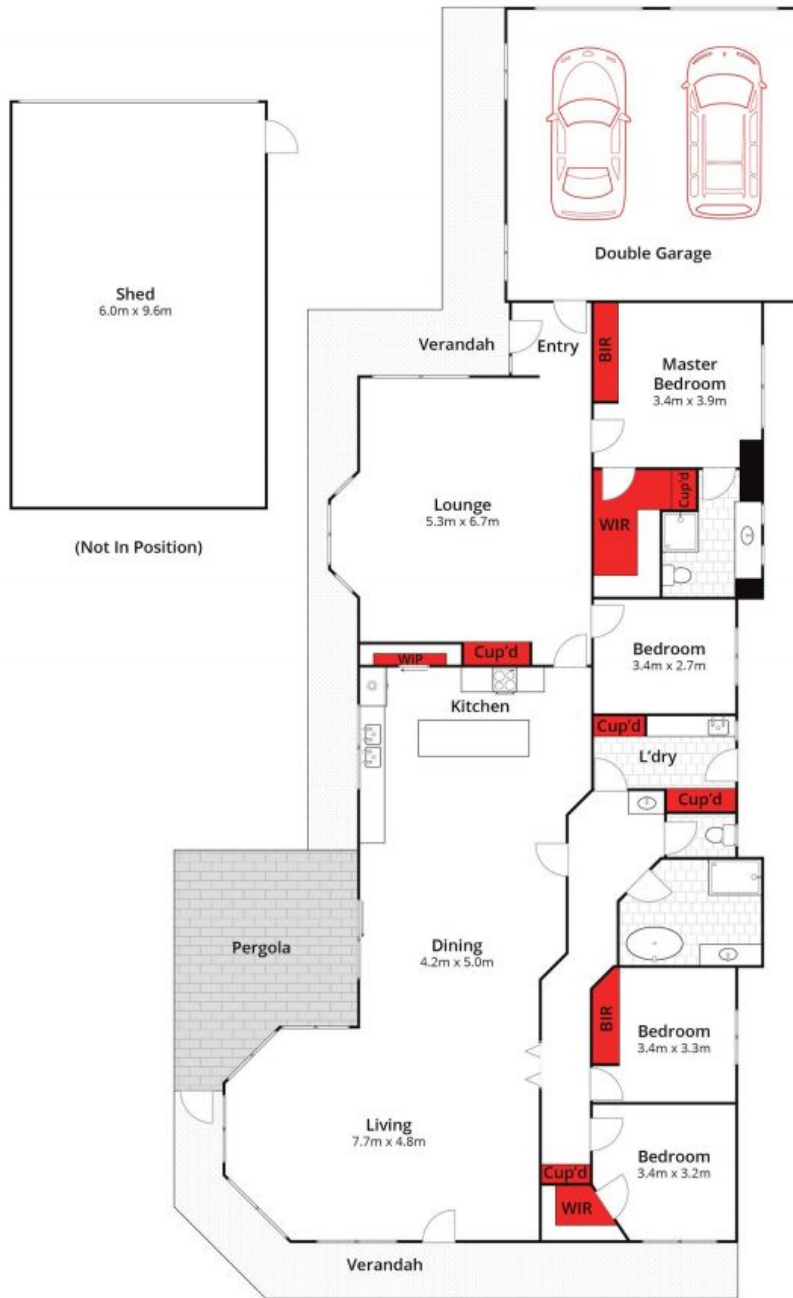 Double Garage
Shed
6.0m x 9.6m
(Not In Position)
Verandah
Entry
BIR
Master
Bedroom
3.4m x 3.9m
Lounge
5.3m x 6.7m
WIR
Cup'd
Bedroom
3.4m x 2.7m
WIP
Cup'd
Kitchen
Cup'd
L'dry
Cup'd
Pergola
Dining
4.2m x 5.0m
BIR
Bedroom
3.4m x 3.3m
Living
7.7m x 4.8m
Bedroom
3.4m x 3.2m
Cup'd
WIR
Verandah